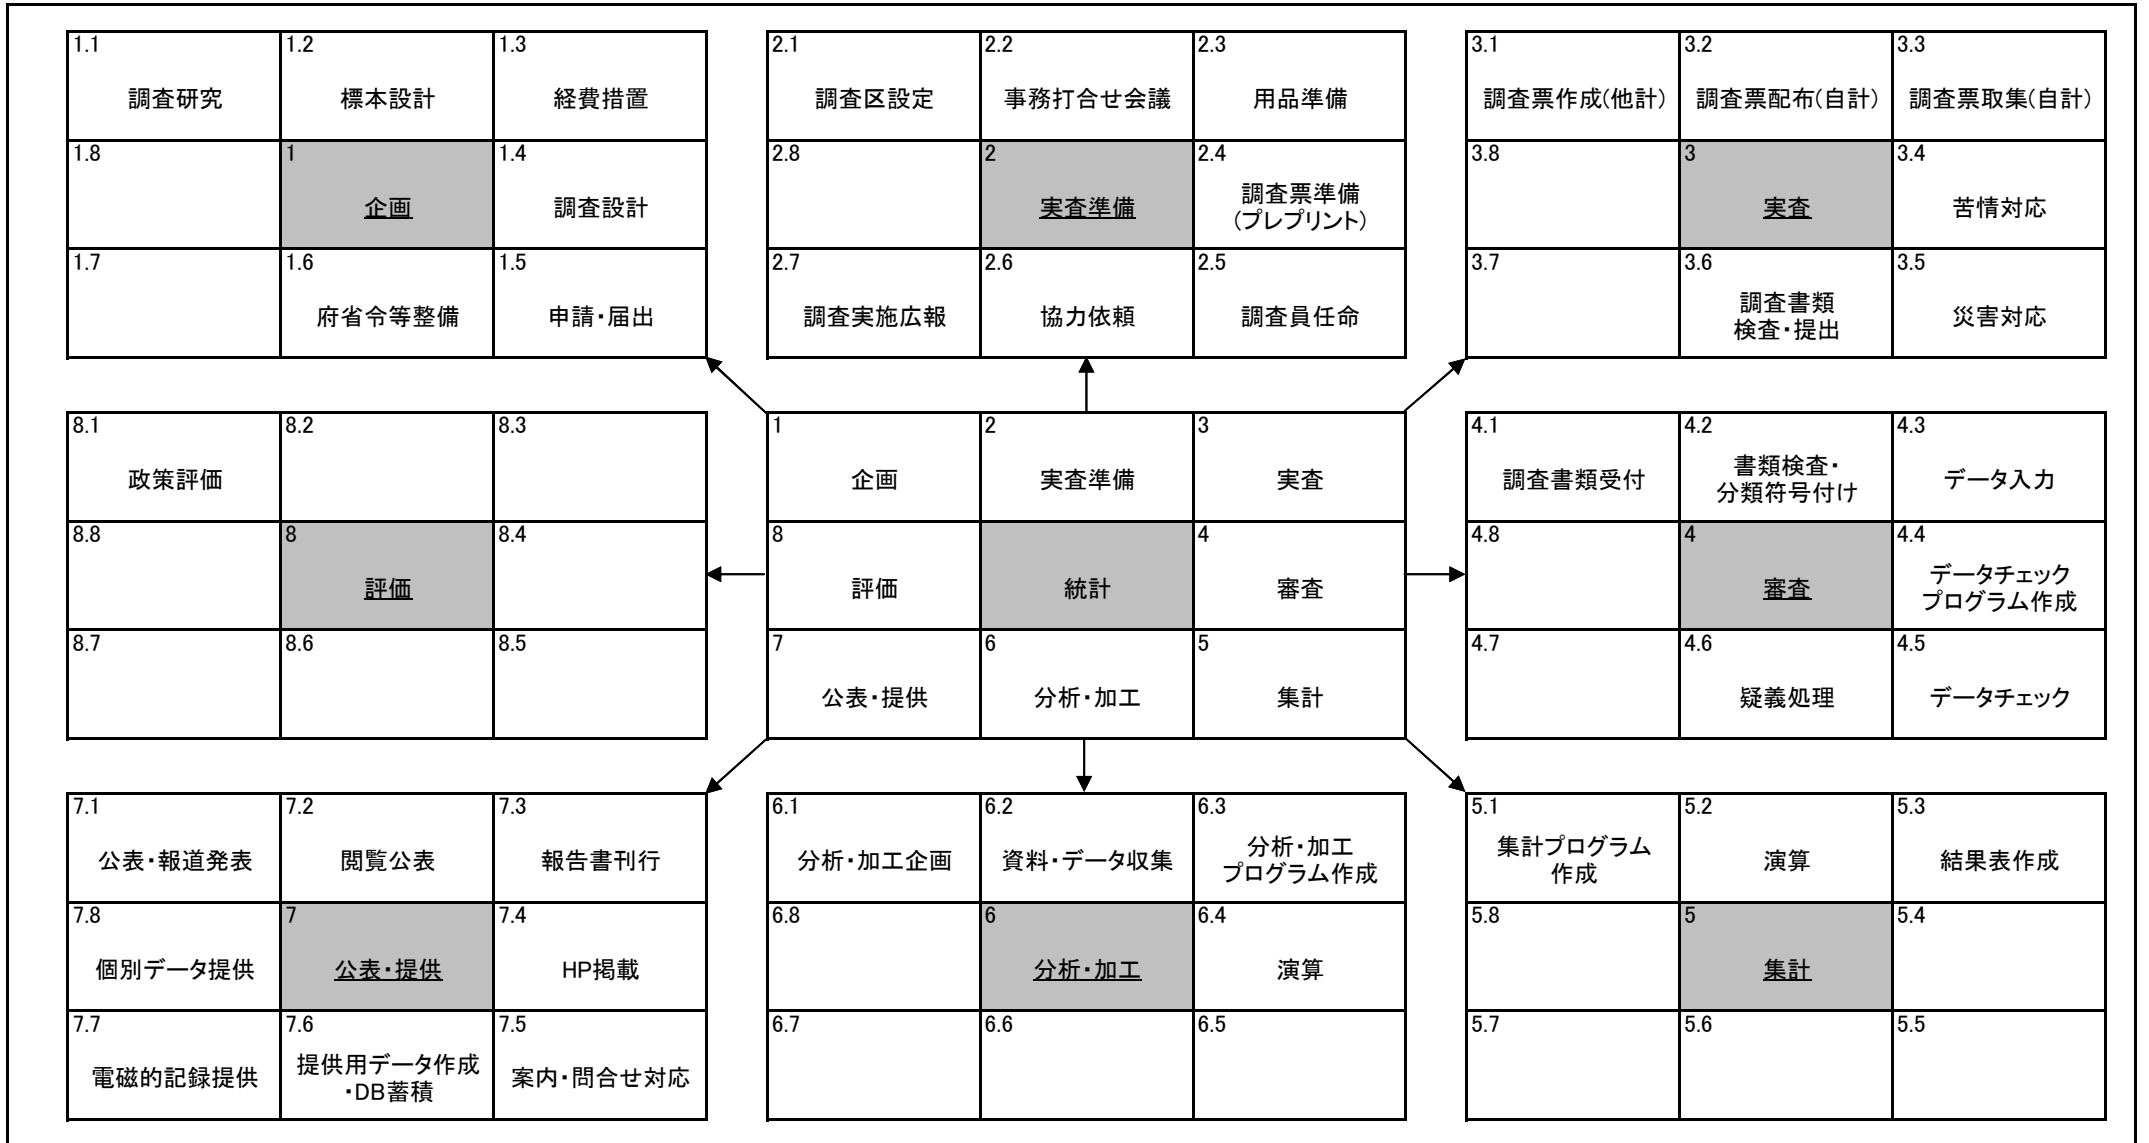 1.1
調査研究
1.2
標本設計
1.3
経費措置
1.8
1
企画
1.4
調査設計
1.7
1.6
府省令等整備
1.5
申請・届出
2.1
調査区設定
2.2
事務打合せ会議
2.3
用品準備
2.8
2
実査準備
2.4
調査票準備
(プレプリント)
2.7
調査実施広報
2.6
協力依頼
2.5
調査員任命
3.1
調査票作成(他計)
3.2
調査票配布(自計)
3.3
調査票取集(自計)
3.8
3
実査
3.4
苦情対応
3.7
3.6
調査書類
検査・提出
3.5
災害対応
8.1
政策評価
8.2
8.3
8.8
8
評価
8.4
8.7
8.6
8.5
1
企画
2
実査準備
3
実査
8
評価
統計
4
審査
7
公表・提供
6
分析・加工
5
集計
4.1
調査書類受付
4.2
書類検査・
分類符号付け
4.3
データ入力
4.8
4
審査
4.4
データチェック
プログラム作成
4.7
4.6
疑義処理
4.5
データチェック
7.1
公表・報道発表
7.2
閲覧公表
7.3
報告書刊行
7.8
個別データ提供
7
公表・提供
7.4
HP掲載
7.7
電磁的記録提供
7.6
提供用データ作成
・DB蓄積
7.5
案内・問合せ対応
6.1
分析・加工企画
6.2
資料・データ収集
6.3
分析・加工
プログラム作成
6.8
6
分析・加工
6.4
演算
6.7
6.6
6.5
5.1
集計プログラム
作成
5.2
演算
5.3
結果表作成
5.8
5
集計
5.4
5.7
5.6
5.5